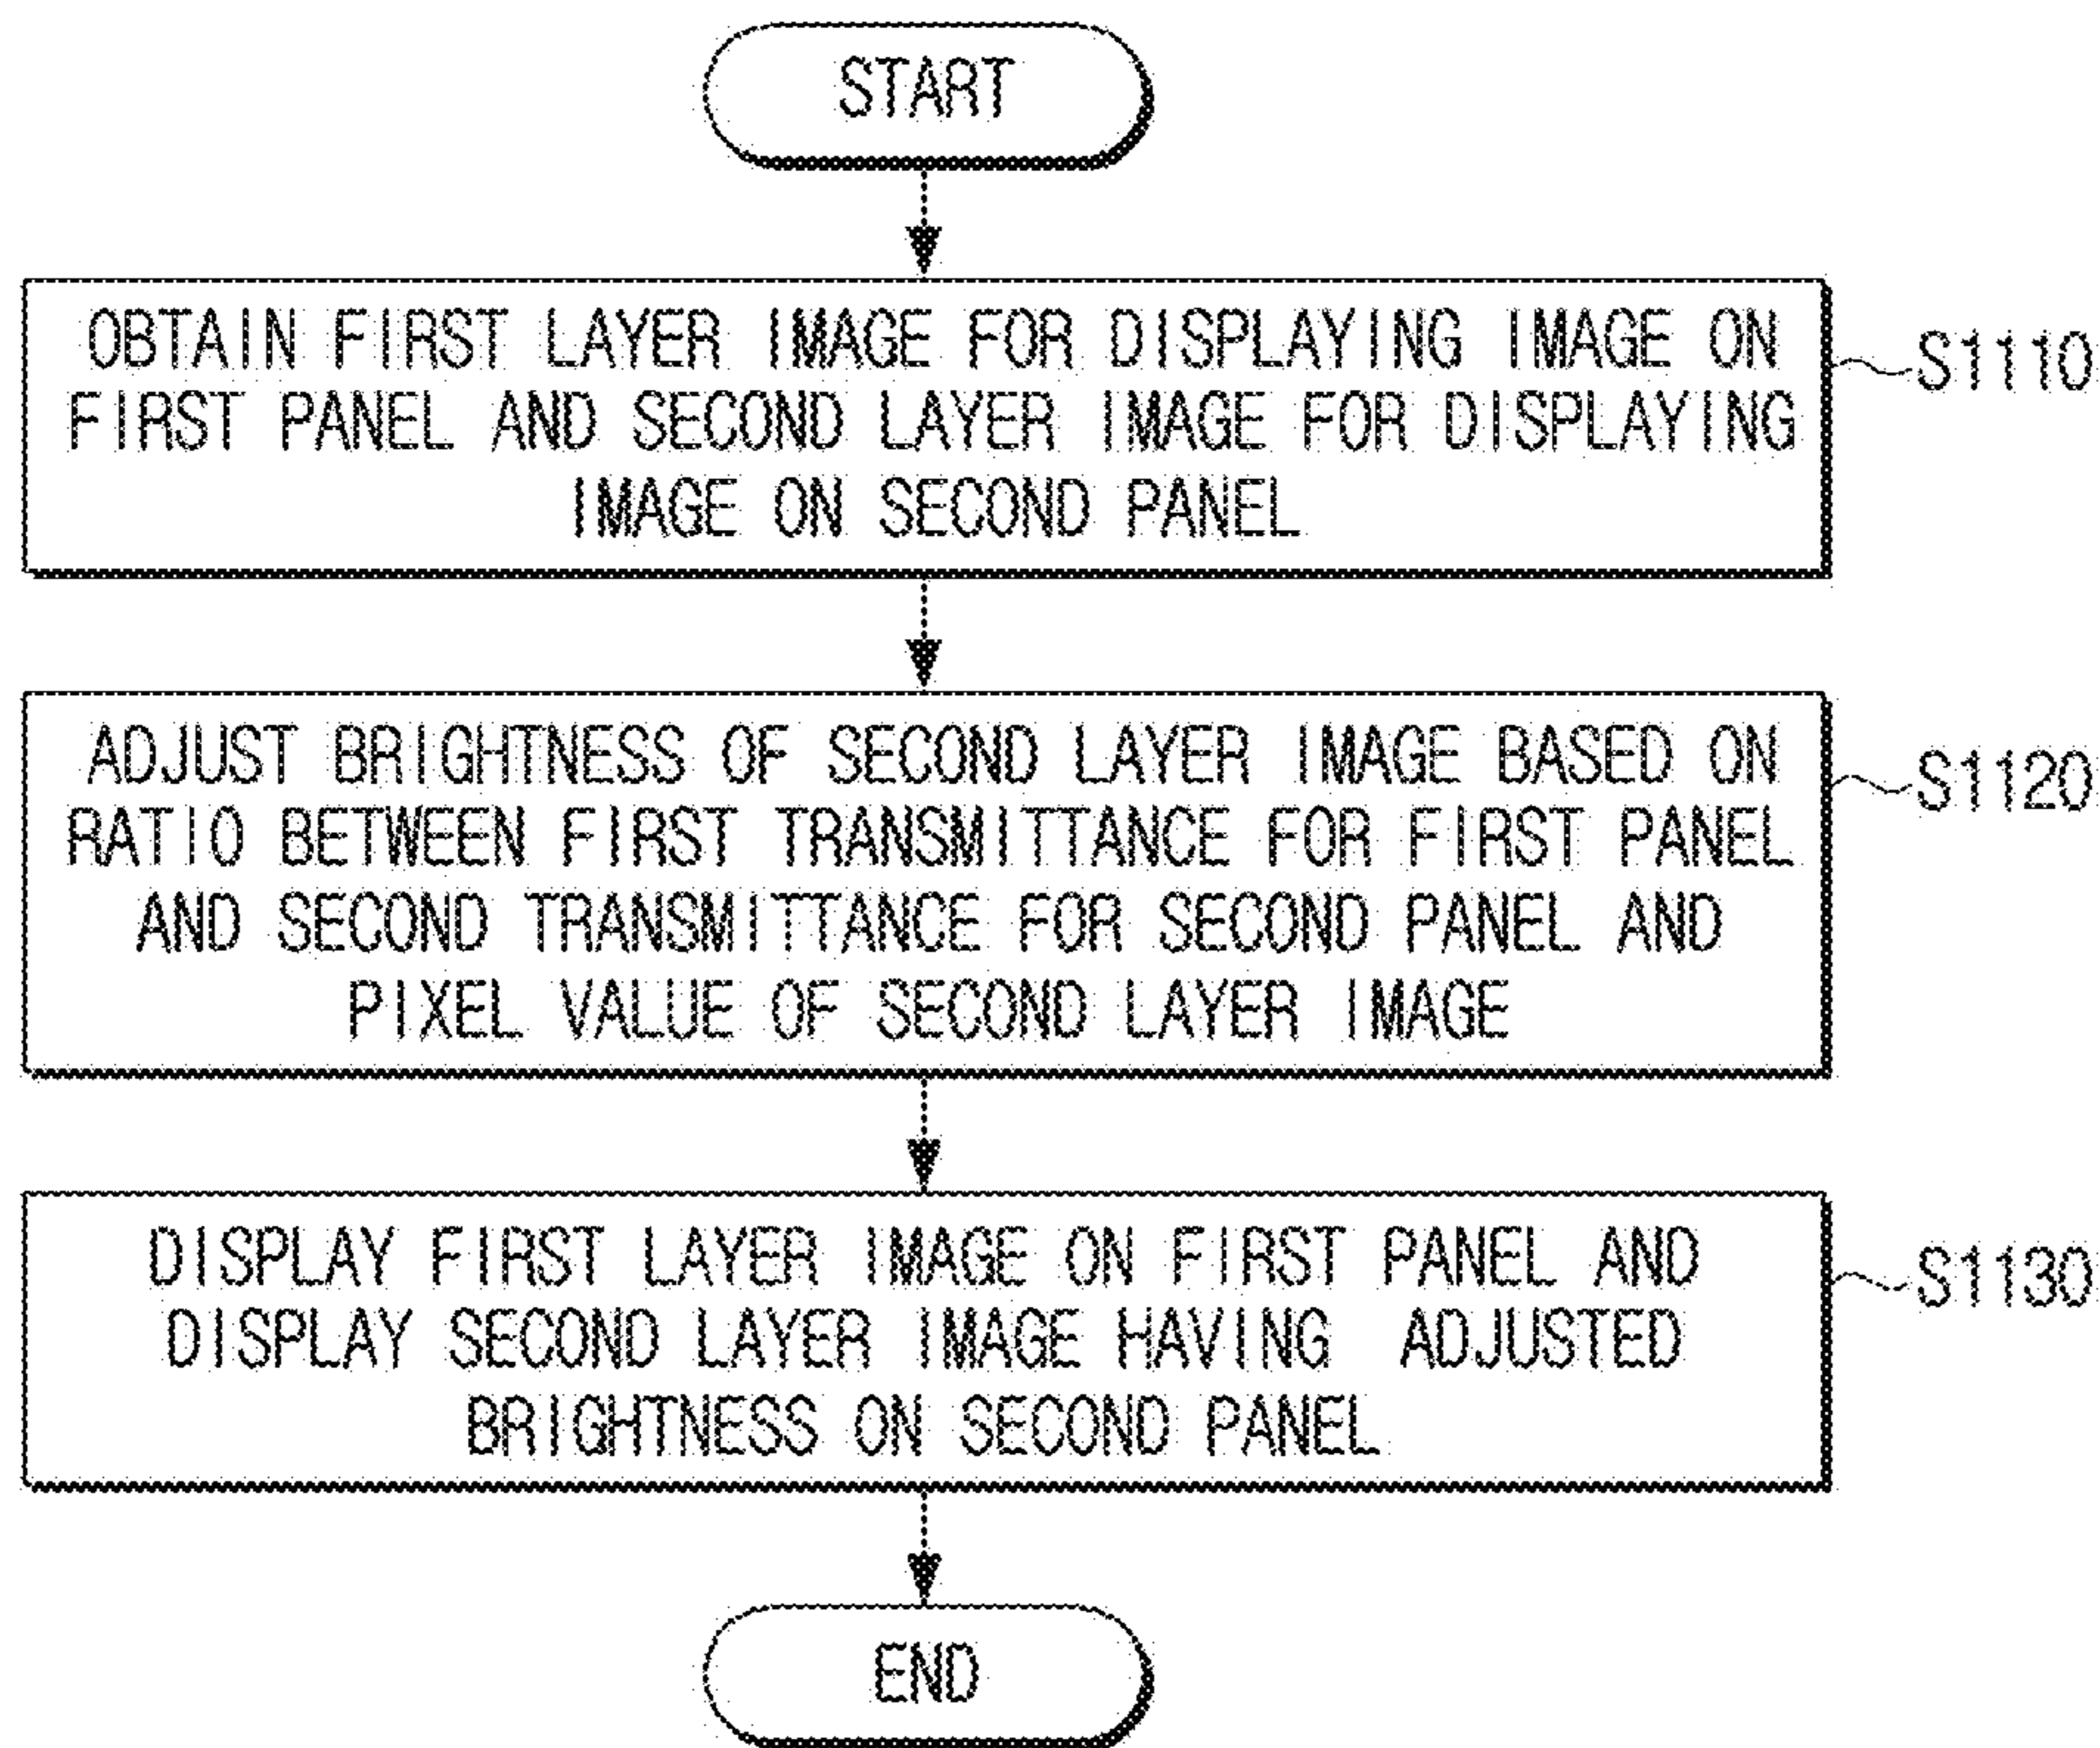 START
OBTAIN FIRST LAYER IMAGE FOR DISPLAYING IMAGE ON
FIRST PANEL AND SECOND LAYER IMAGE FOR DISPLAYING
IMAGE ON SECOND PANEL
S1110
ADJUST BRIGHTNESS OF SECOND LAYER IMAGE BASED ON
RATIO BETWEEN FIRST TRANSMITTANCE FOR FIRST PANEL
AND SECOND TRANSMITTANCE FOR SECOND PANEL AND
PIXEL VALUE OF SECOND LAYER IMAGE
S1120
DISPLAY FIRST LAYER IMAGE ON FIRST PANEL AND
DISPLAY SECOND LAYER IMAGE HAVING ADJUSTED
BRIGHTNESS ON SECOND PANEL
S1130
END